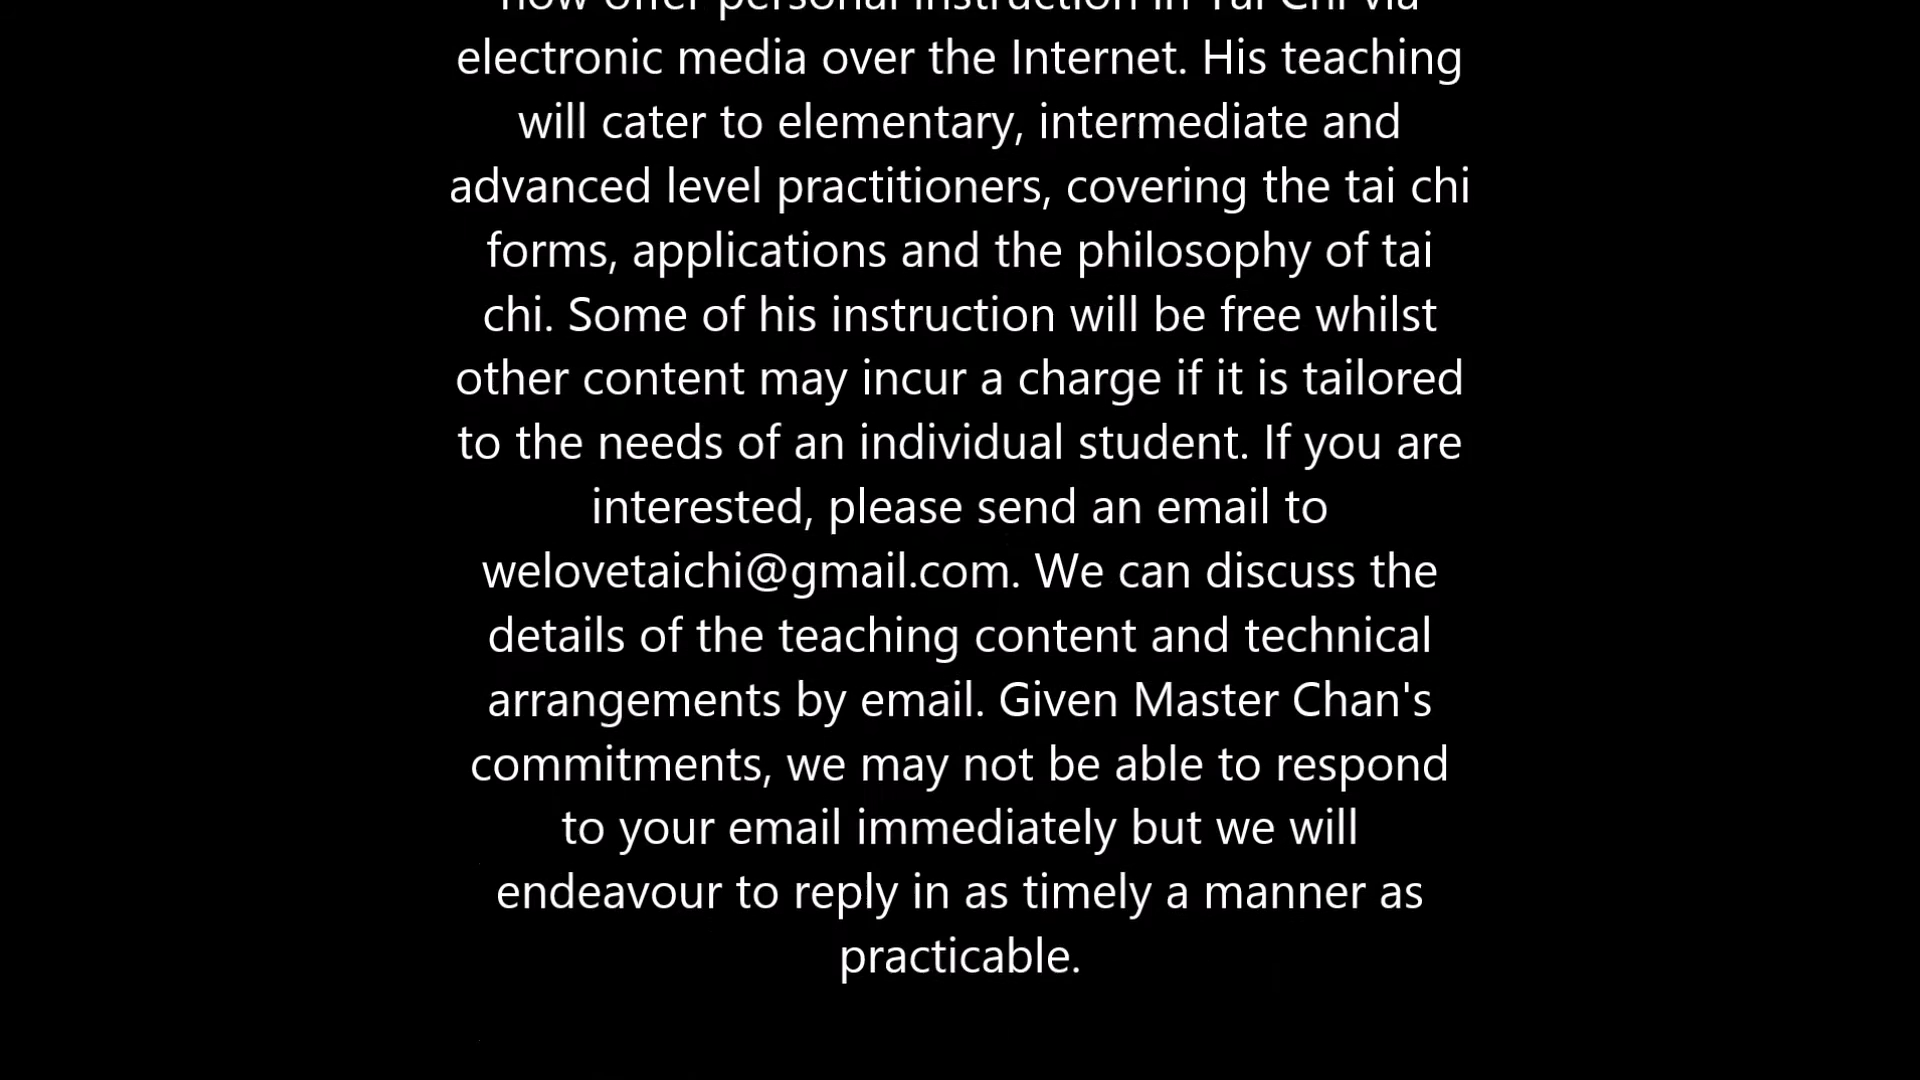 now offer personal instruction in Tai Chi via
electronic media over the Internet. His teaching
will cater to elementary, intermediate and
advanced level practitioners, covering the tai chi
forms, applications and the philosophy of tai
chi. Some of his instruction will be free whilst
other content may incur a charge if it is tailored
to the needs of an individual student. If you are
interested, please send an email to
welovetaichi@gmail.com. We can discuss the
details of the teaching content and technical
arrangements by email. Given Master Chan's
commitments, we may not be able to respond
to your email immediately but we will
endeavour to reply in as timely a manner as
practicable.